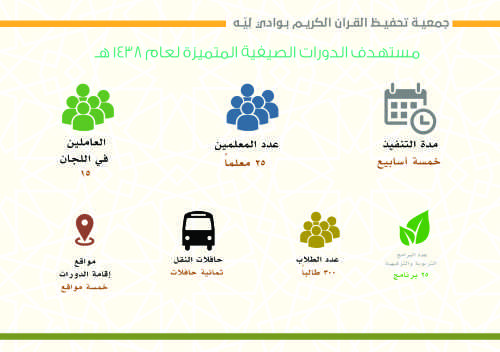 جمعية تحفيظ القرآن الكريم بوادي ليّه
مستهدف الدورات الصيفية المتميزة لعام ١٤٣٨ هـ
مدة التنفيذ
خمسة أسابيع
عدد المعلمين
٢٥ معلماً
العاملين
في اللجان
١٥
عدد البرامج
التربوية والترفيهية
٢٥ برنامج
عدد الطلاب
٣٠٠ طالباً
حافلات النقل
ثمانية حافلات
مواقع
إقامة الدورات
خمسة مواقع